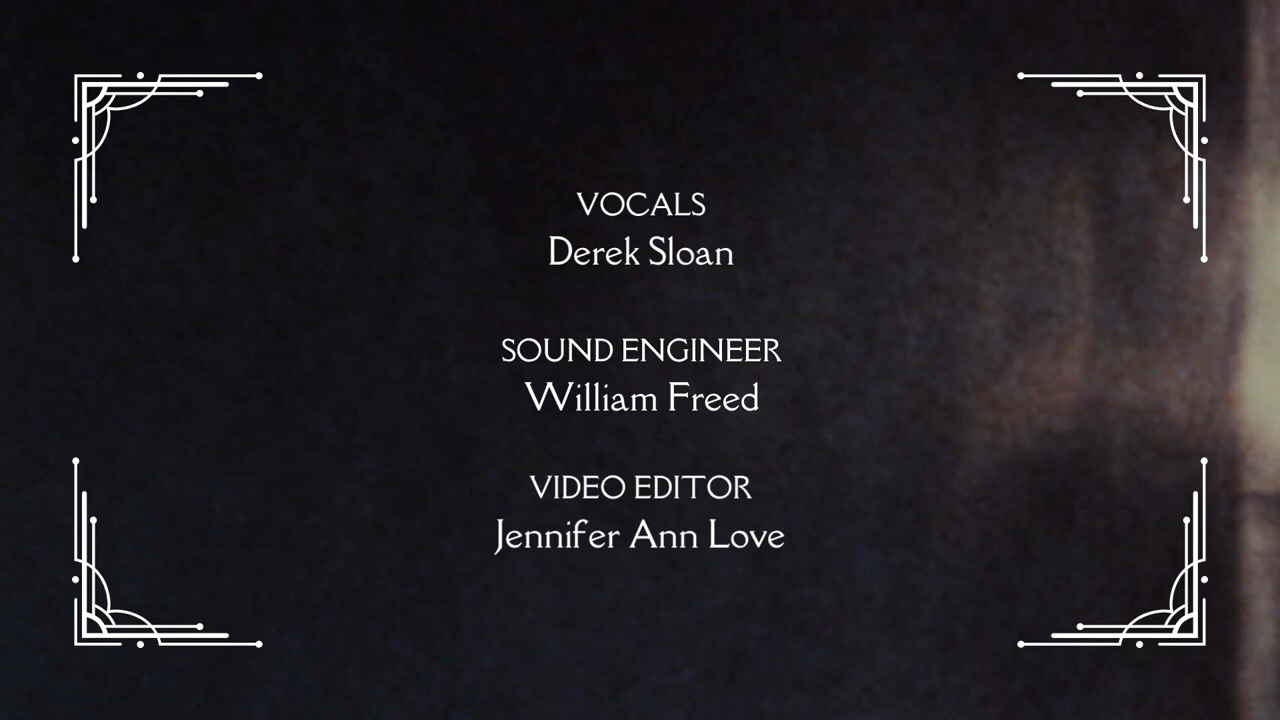 VOCALS
Derek Sloan
SOUND ENGINEER
William Freed
VIDEO EDITOR
Jennifer Ann Love